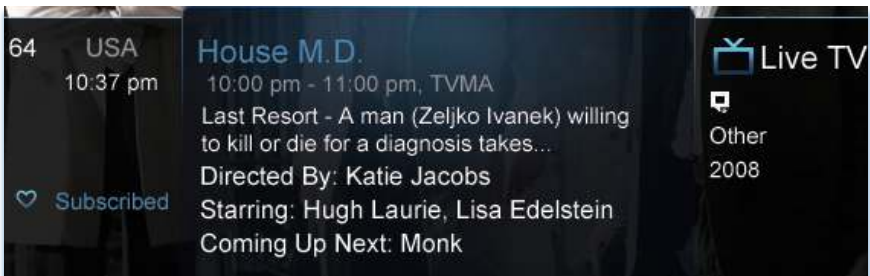 64 USA
10:37 pm
Subscribed
House M.D.
10:00 pm - 11:00 pm, TVMA
Last Resort - A man (Zeljko Ivanek) willing
to kill or die for a diagnosis takes...
Directed By: Katie Jacobs
Starring: Hugh Laurie, Lisa Edelstein
Coming Up Next: Monk
Live TV
Other
2008